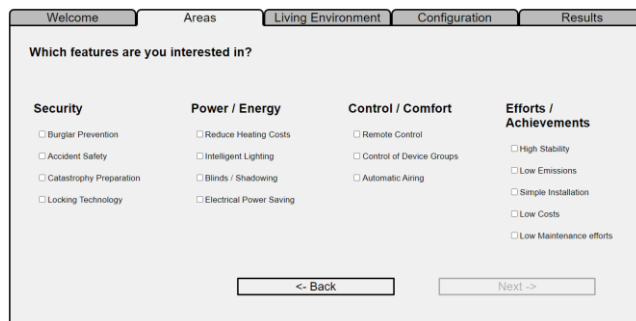 Welcome
Areas
Living Environment
Configuration
Results
Which features are you interested in?
Security
Burglar Prevention
Accident Safety
Catastrophy Preparation
Locking Technology
Power / Energy
Reduce Heating Costs
Intelligent Lighting
Blinds / Shadowing
Electrical Power Saving
Control / Comfort
Remote Control
Control of Device Groups
Automatic Airing
Efforts /
Achievements
High Stability
Low Emissions
Simple Installation
Low Costs
Low Maintenance efforts
<- Back
Next ->